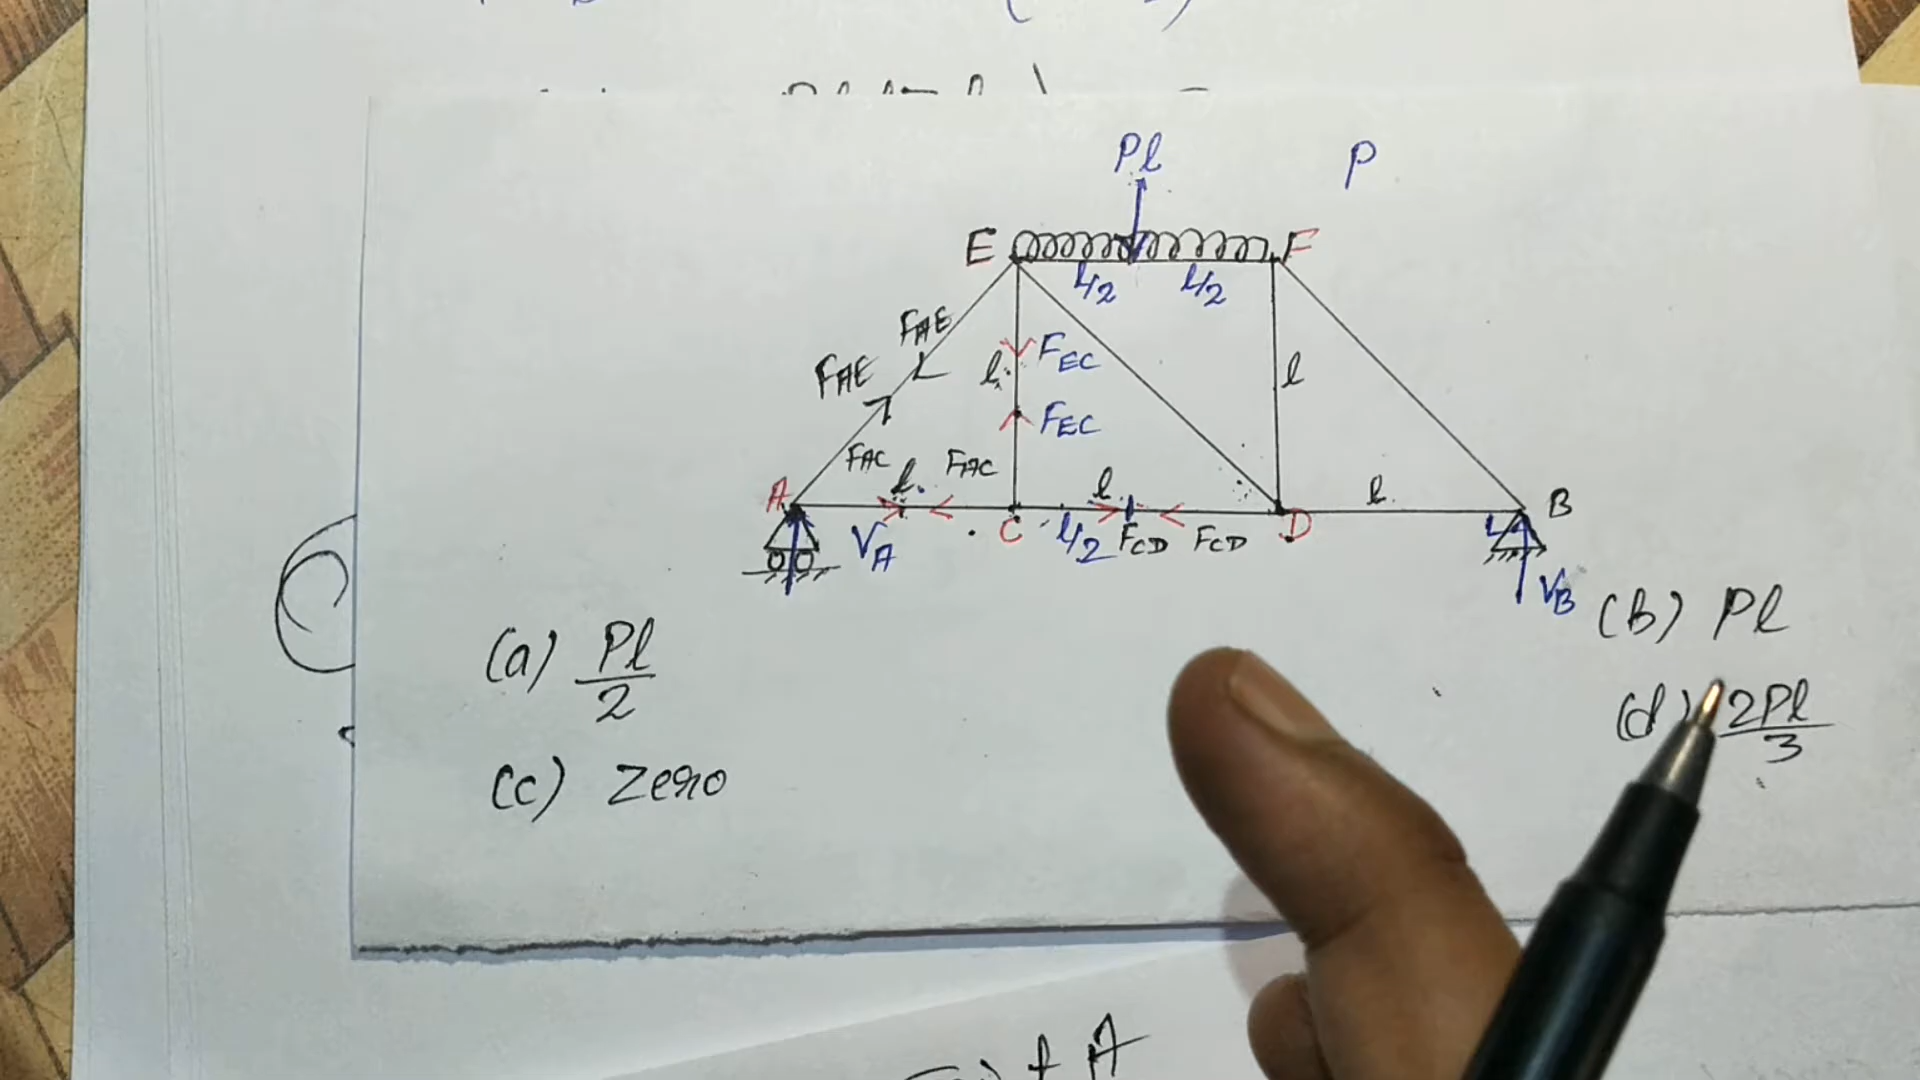 Pl
P
E
F
l/2 l/2
FAE
FEC
l
l
FAE
FEC
FAC
FAC
A
l
l
l
B
VA
C
l/2
FCD
FCD
D
VB
(a) Pl/2
(b) Pl
(c) Zero
(d) 2Pl/3
A